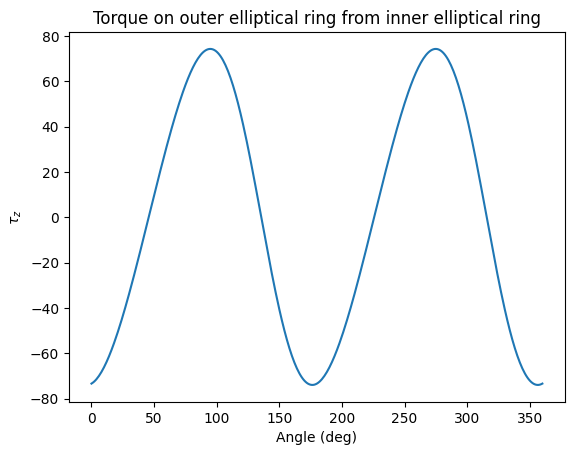 Torque on outer elliptical ring from inner elliptical ring
80
60
40
20
0
−20
−40
−60
−80
τz
0 50 100 150 200 250 300 350
Angle (deg)